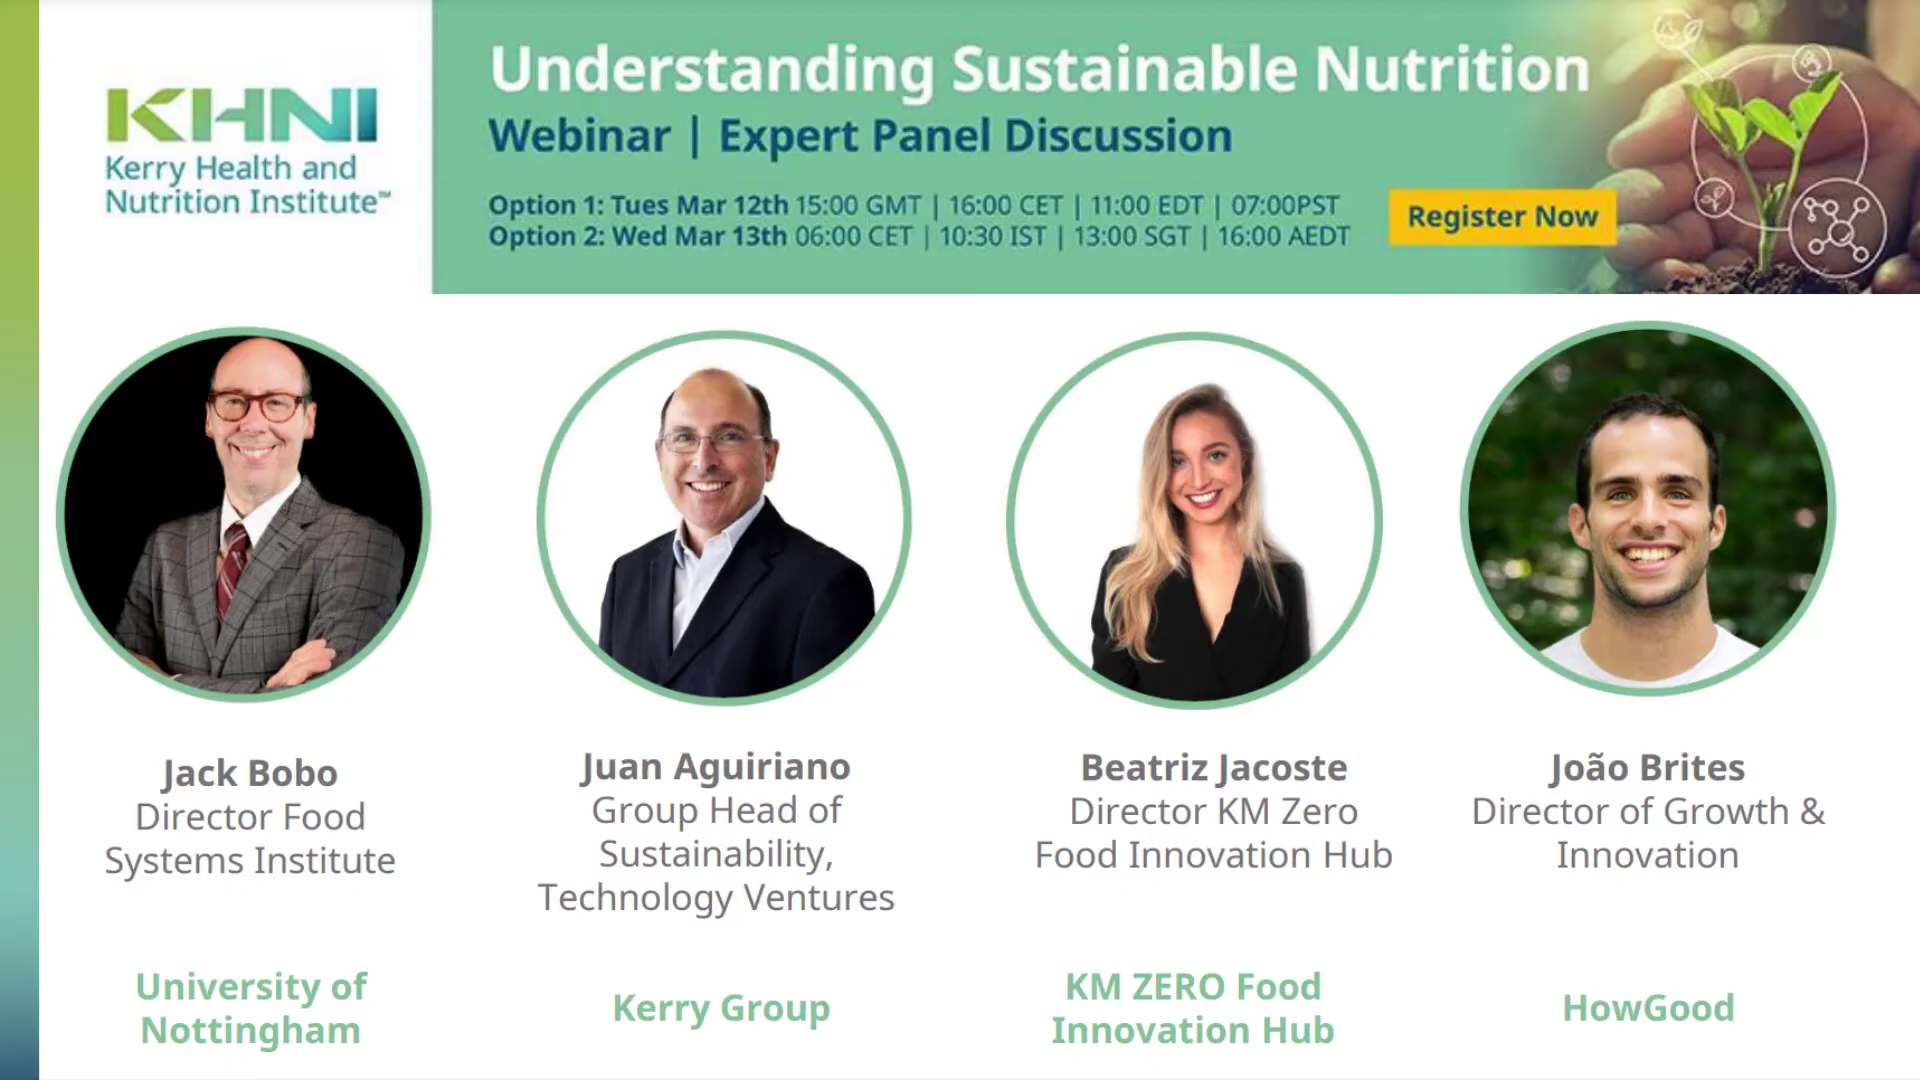 KHNI
Kerry Health and
Nutrition Institute™
Understanding Sustainable Nutrition
Webinar | Expert Panel Discussion
Option 1: Tues Mar 12th 15:00 GMT | 16:00 CET | 11:00 EDT | 07:00PST
Option 2: Wed Mar 13th 06:00 CET | 10:30 IST | 13:00 SGT | 16:00 AEDT
Register Now
Jack Bobo
Director Food
Systems Institute
University of
Nottingham
Juan Aguiriano
Group Head of
Sustainability,
Technology Ventures
Kerry Group
Beatriz Jacoste
Director KM Zero
Food Innovation Hub
KM ZERO Food
Innovation Hub
João Brites
Director of Growth &
Innovation
HowGood